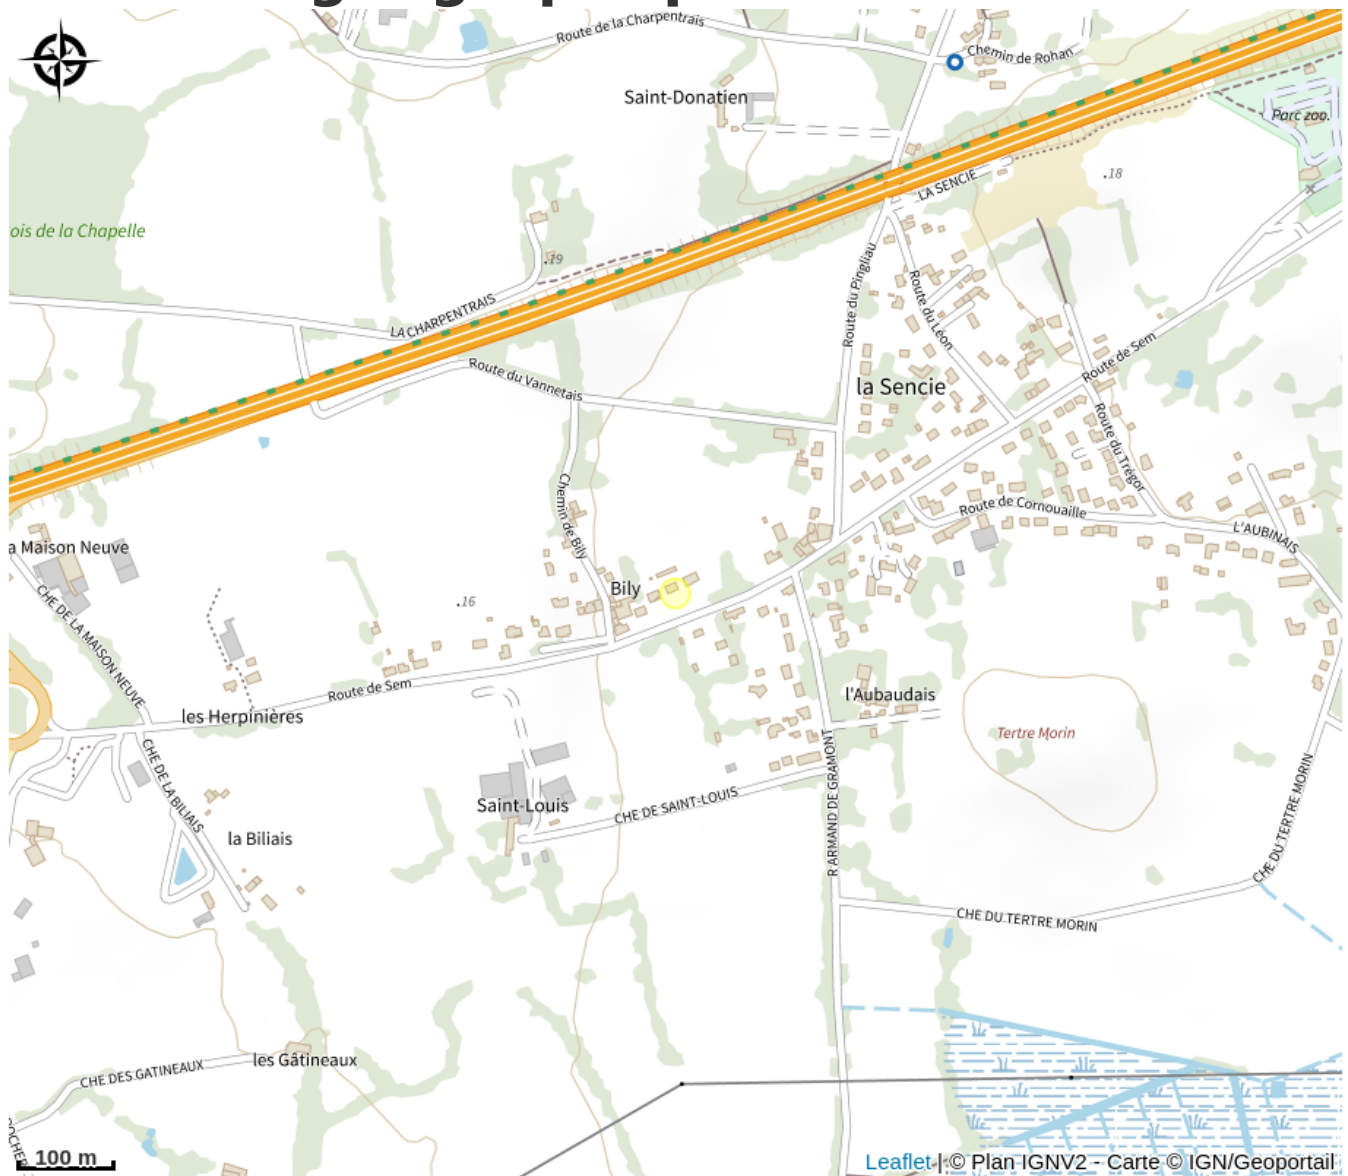 Route de la Charpentrais
Chemin de Rohan
Saint-Donatien
Parc zoo.
.18
LA SENCIE
ois de la Chapelle
.19
Route du Pingliau
Route du Léon
LA CHARPENTRAIS
Route du Vannetais
la Sencie
Route de Sem
Route du Trégor
Chemin de Bily
Route de Cornouaille
L'AUBINAIS
a Maison Neuve
Bily
.16
CHE DE LA MAISON NEUVE
Route de Sem
l'Aubaudais
les Herpinières
Tertre Morin
CHE DE LA BILIAIS
R ARMAND DE GRAMONT
Saint-Louis
CHE DE SAINT-LOUIS
CHE DU TERTRE MORIN
la Biliais
CHE DU TERTRE MORIN
les Gâtineaux
CHE DES GATINEAUX
OCHER
100 m
Leaflet | © Plan IGNV2 - Carte © IGN/Geoportail